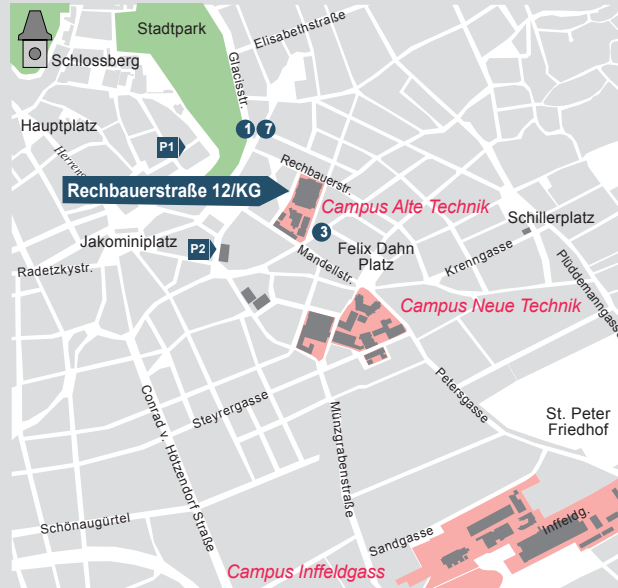 Stadtpark
Elisabethstraße
Schlossberg
Glacisstr.
Hauptplatz
1
7
P1
Rechbauerstr.
Rechbauerstraße 12/KG
Campus Alte Technik
Schillerplatz
3
Jakominiplatz
P2
Felix Dahn
Platz
Krenngasse
Radetzkystr.
Mandellstr.
Plüddemanngasse
Campus Neue Technik
Petersgasse
Steyrergasse
Münzgrabenstraße
Conrad v. Hötzendorf Straße
St. Peter
Friedhof
Schönaugürtel
Sandgasse
Inffeldg.
Campus Inffeldgass